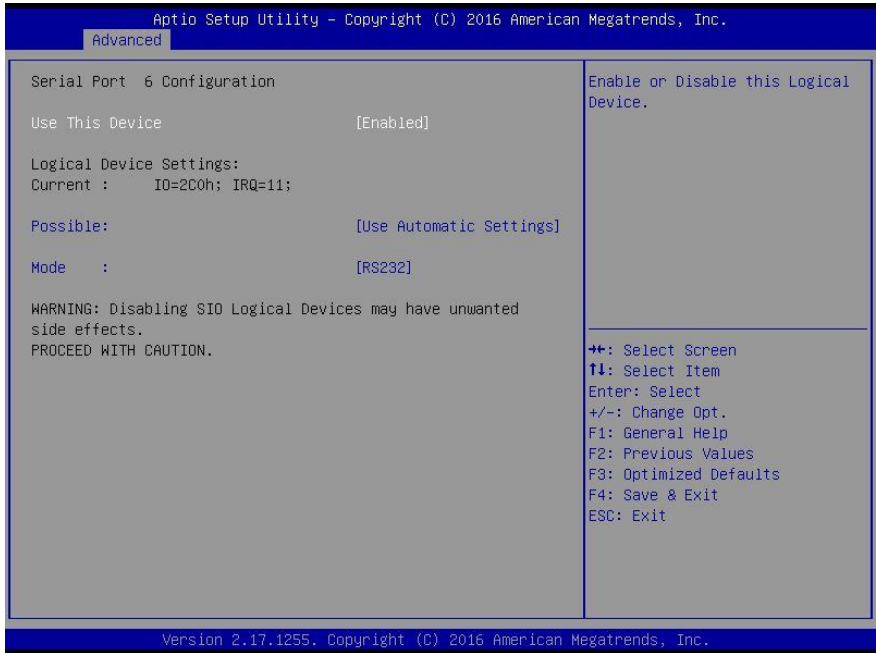 Aptio Setup Utility – Copyright (C) 2016 American Megatrends, Inc.
Advanced
Serial Port  6 Configuration
Use This Device [Enabled]
Logical Device Settings:
Current : IO=2C0h; IRQ=11;
Possible: [Use Automatic Settings]
Mode : [RS232]
WARNING: Disabling SIO Logical Devices may have unwanted
side effects.
PROCEED WITH CAUTION.
Enable or Disable this Logical
Device.
→←: Select Screen
↑↓: Select Item
Enter: Select
+/-: Change Opt.
F1: General Help
F2: Previous Values
F3: Optimized Defaults
F4: Save & Exit
ESC: Exit
Version 2.17.1255. Copyright (C) 2016 American Megatrends, Inc.